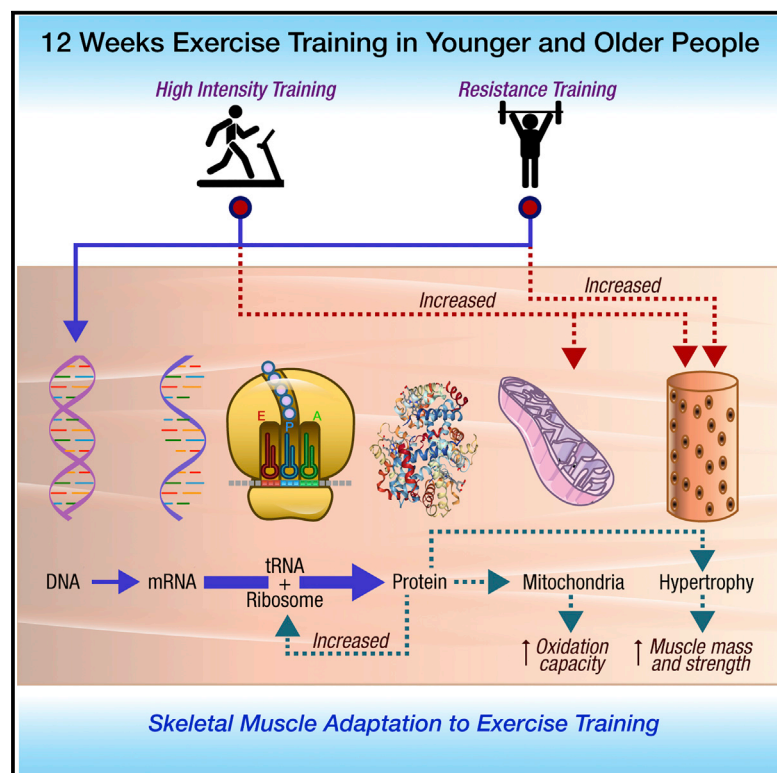 12 Weeks Exercise Training in Younger and Older People
High Intensity Training
Resistance Training
Increased
Increased
E
P
A
DNA
mRNA
tRNA
+
Ribosome
Protein
Mitochondria
Hypertrophy
Increased
↑ Oxidation
capacity
↑ Muscle mass
and strength
Skeletal Muscle Adaptation to Exercise Training